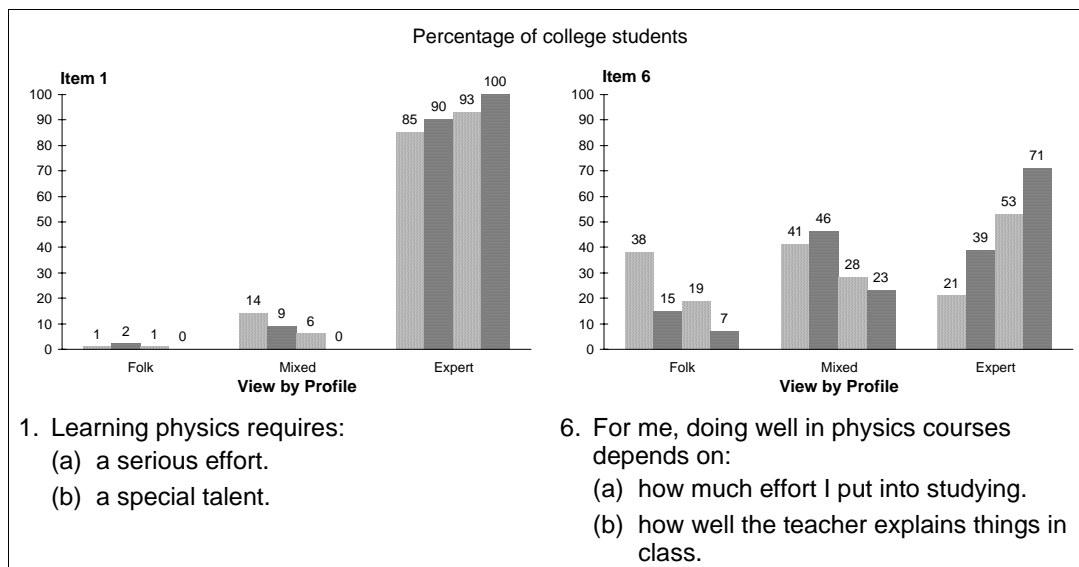 Percentage of college students
Item 1
100
90
80
70
60
50
40
30
20
10
0
1 2 1 0
14 9 6 0
85 90 93 100
Folk Mixed Expert
View by Profile
Item 6
100
90
80
70
60
50
40
30
20
10
0
38 15 19 7
41 46 28 23
21 39 53 71
Folk Mixed Expert
View by Profile
1. Learning physics requires:
(a) a serious effort.
(b) a special talent.
6. For me, doing well in physics courses
depends on:
(a) how much effort I put into studying.
(b) how well the teacher explains things in
class.